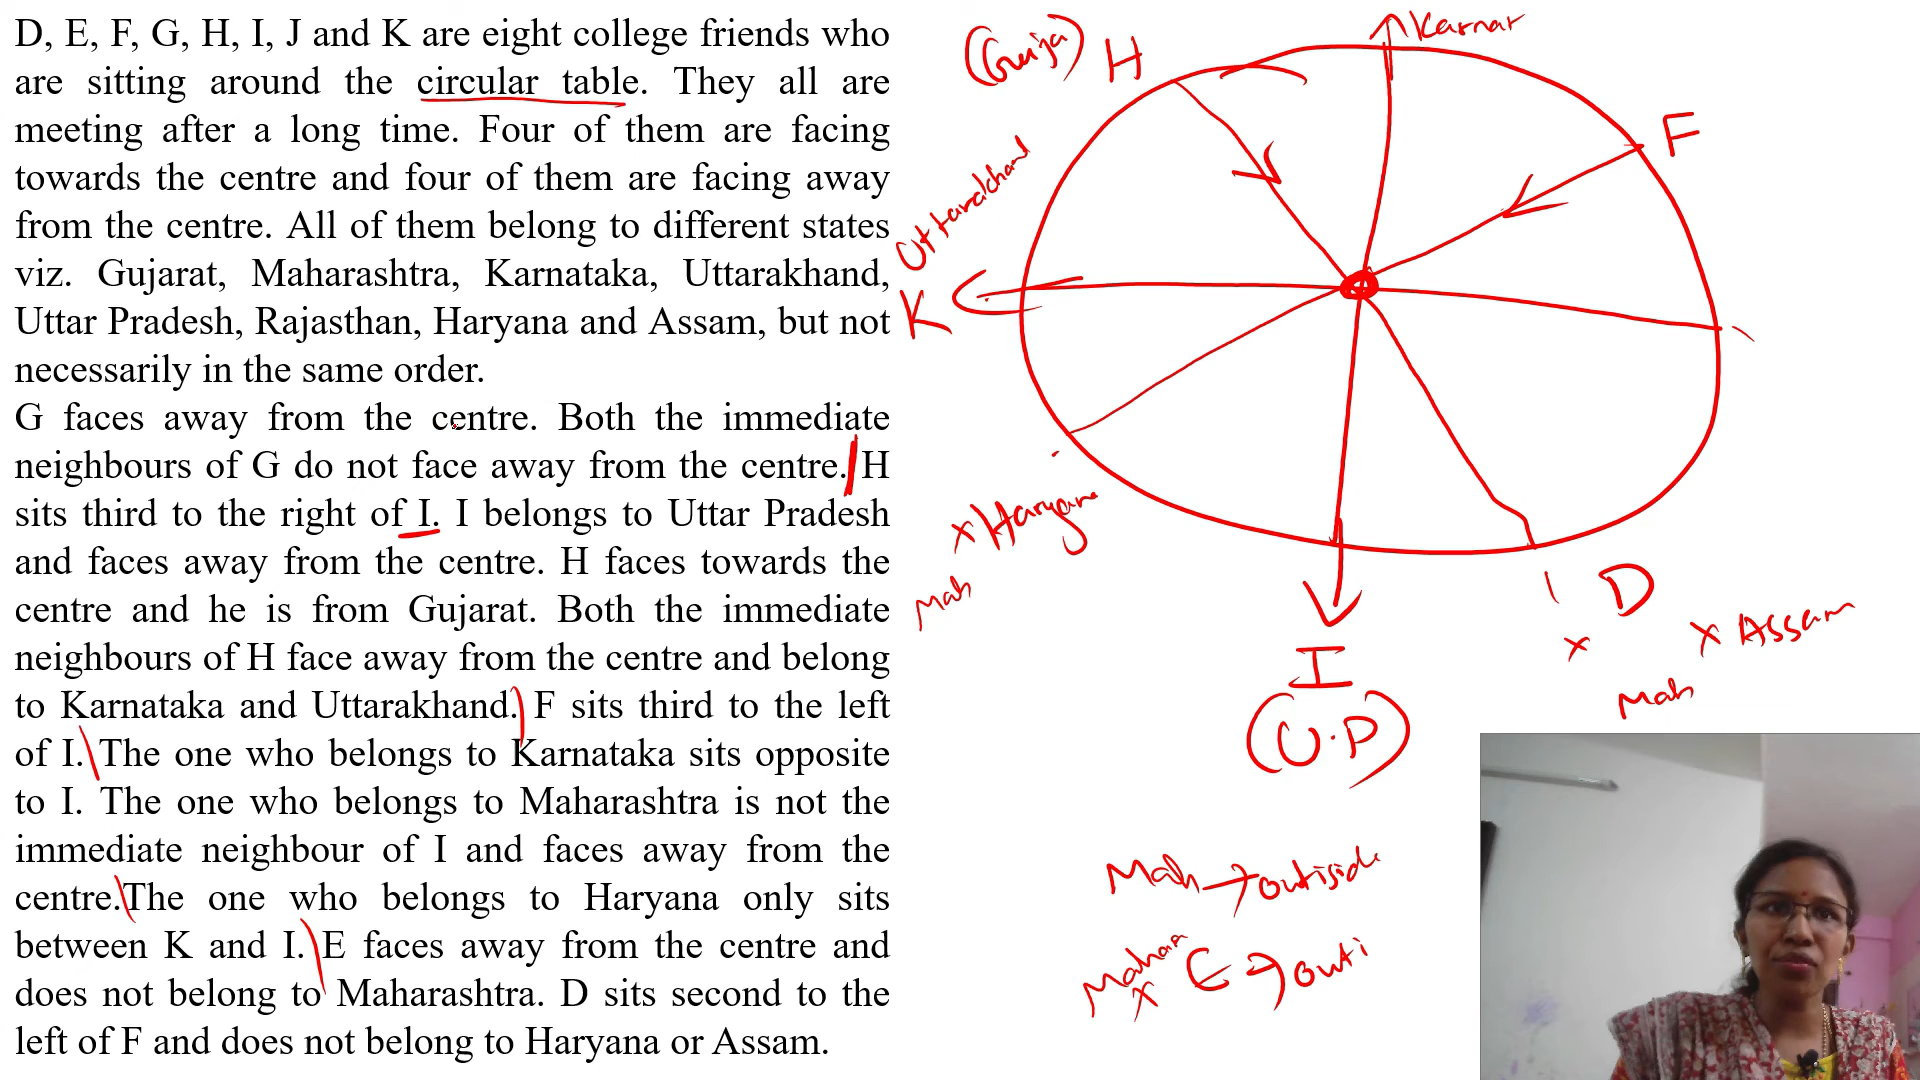 D, E, F, G, H, I, J and K are eight college friends who
are sitting around the circular table. They all are
meeting after a long time. Four of them are facing
towards the centre and four of them are facing away
from the centre. All of them belong to different states
viz. Gujarat, Maharashtra, Karnataka, Uttarakhand,
Uttar Pradesh, Rajasthan, Haryana and Assam, but not
necessarily in the same order.
G faces away from the centre. Both the immediate
neighbours of G do not face away from the centre. H
sits third to the right of I. I belongs to Uttar Pradesh
and faces away from the centre. H faces towards the
centre and he is from Gujarat. Both the immediate
neighbours of H face away from the centre and belong
to Karnataka and Uttarakhand. F sits third to the left
of I. The one who belongs to Karnataka sits opposite
to I. The one who belongs to Maharashtra is not the
immediate neighbour of I and faces away from the
centre. The one who belongs to Haryana only sits
between K and I. E faces away from the centre and
does not belong to Maharashtra. D sits second to the
left of F and does not belong to Haryana or Assam.
H
Karnat
F
Uttarakhand
K
x Haryana
Mah
I
(U.P)
D
x
x Assam
Mah
Mah → outside
Mahara
x
E → outi